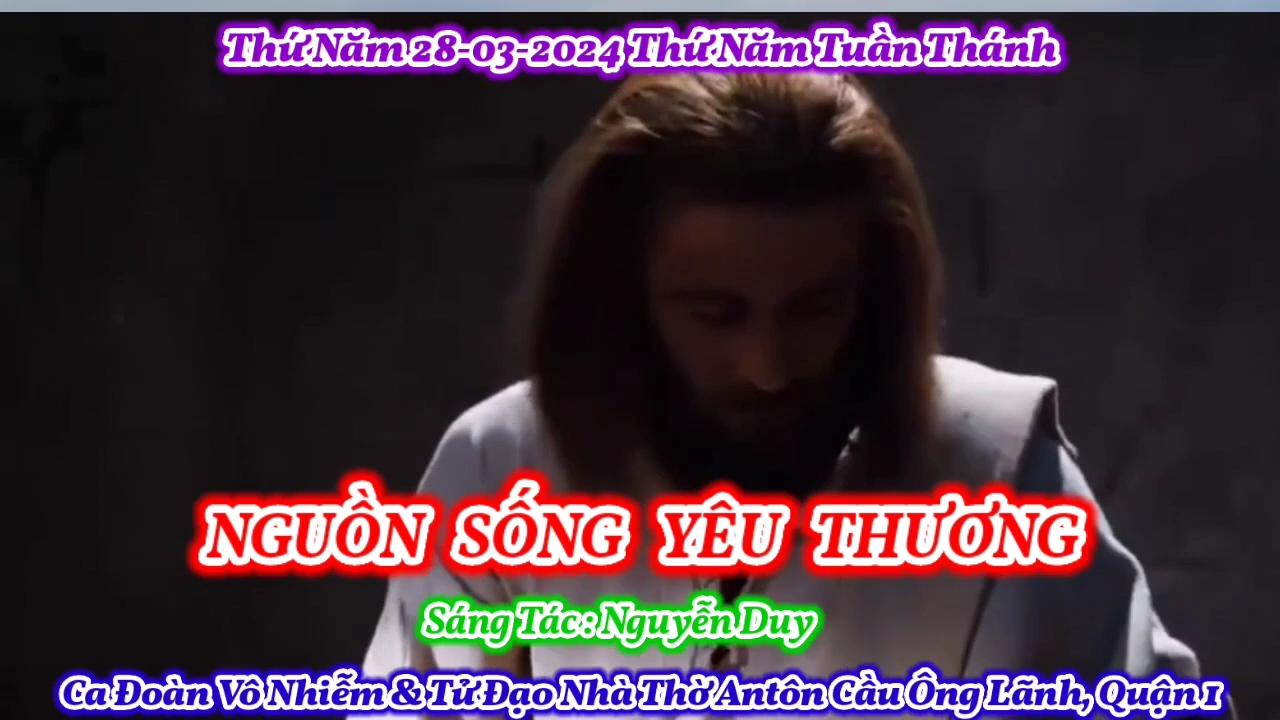 Thứ Năm 28-03-2024 Thứ Năm Tuần Thánh
NGUỒN SỐNG YÊU THƯƠNG
Sáng Tác : Nguyễn Duy
Ca Đoàn Vô Nhiễm & Tử Đạo Nhà Thờ Antôn Cầu Ông Lãnh, Quận 1